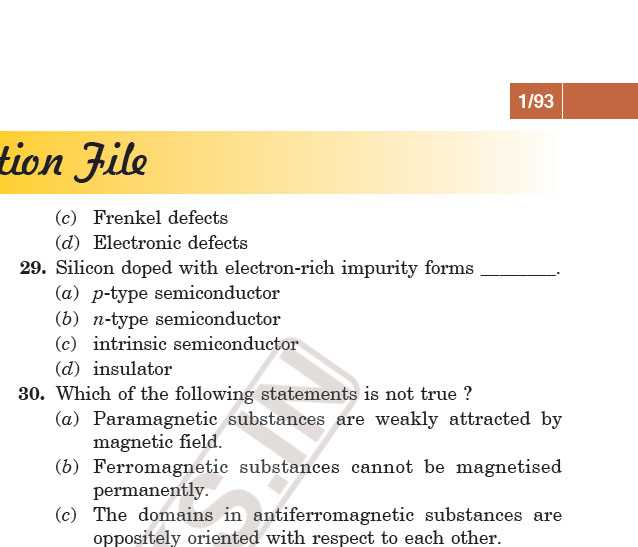 1/93
tion File
(c) Frenkel defects
(d) Electronic defects
29. Silicon doped with electron-rich impurity forms ________.
(a) p-type semiconductor
(b) n-type semiconductor
(c) intrinsic semiconductor
(d) insulator
30. Which of the following statements is not true ?
(a) Paramagnetic substances are weakly attracted by
magnetic field.
(b) Ferromagnetic substances cannot be magnetised
permanently.
(c) The domains in antiferromagnetic substances are
oppositely oriented with respect to each other.
S.IN